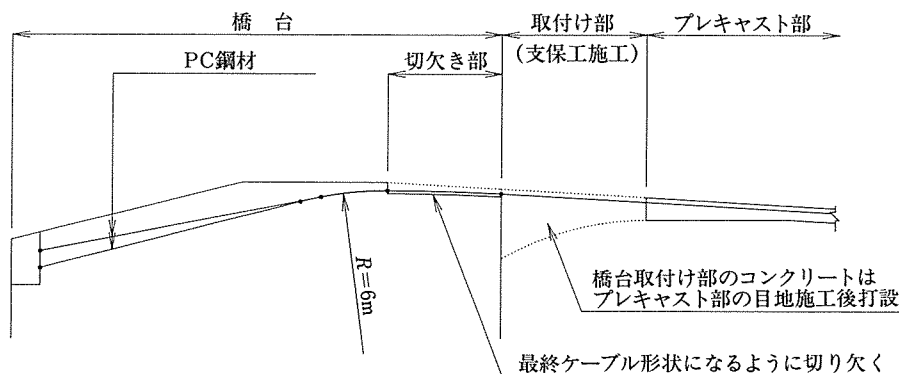 橋台
取付け部
プレキャスト部
(支保工施工)
PC鋼材
切欠き部
R=6m
橋台取付け部のコンクリートは
プレキャスト部の目地施工後打設
最終ケーブル形状になるように切り欠く